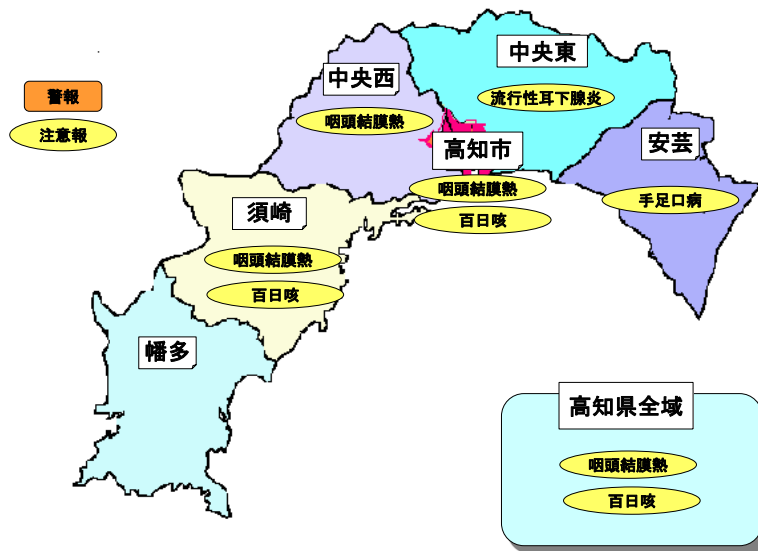 警報
注意報
中央西
咽頭結膜熱
中央東
流行性耳下腺炎
高知市
咽頭結膜熱
百日咳
安芸
手足口病
須崎
咽頭結膜熱
百日咳
幡多
高知県全域
咽頭結膜熱
百日咳